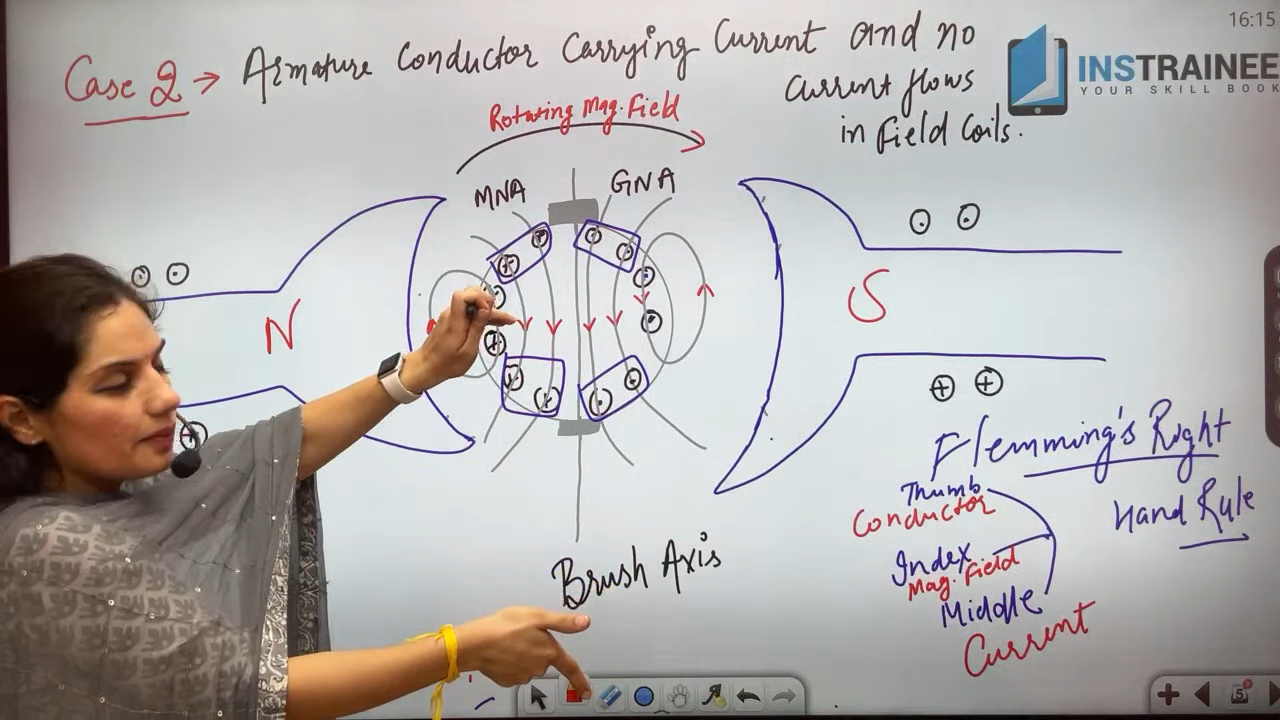 16:15
INSTRAINEE
YOUR SKILL BOOK
Case 2 → Armature Conductor Carrying Current and no
Current flows
in field Coils.
Rotating Mag. Field
MNA
GNA
N
S
Brush Axis
Flemming's Right
Hand Rule
Thumb
Conductor
Index
Mag. Field
Middle
Current
5